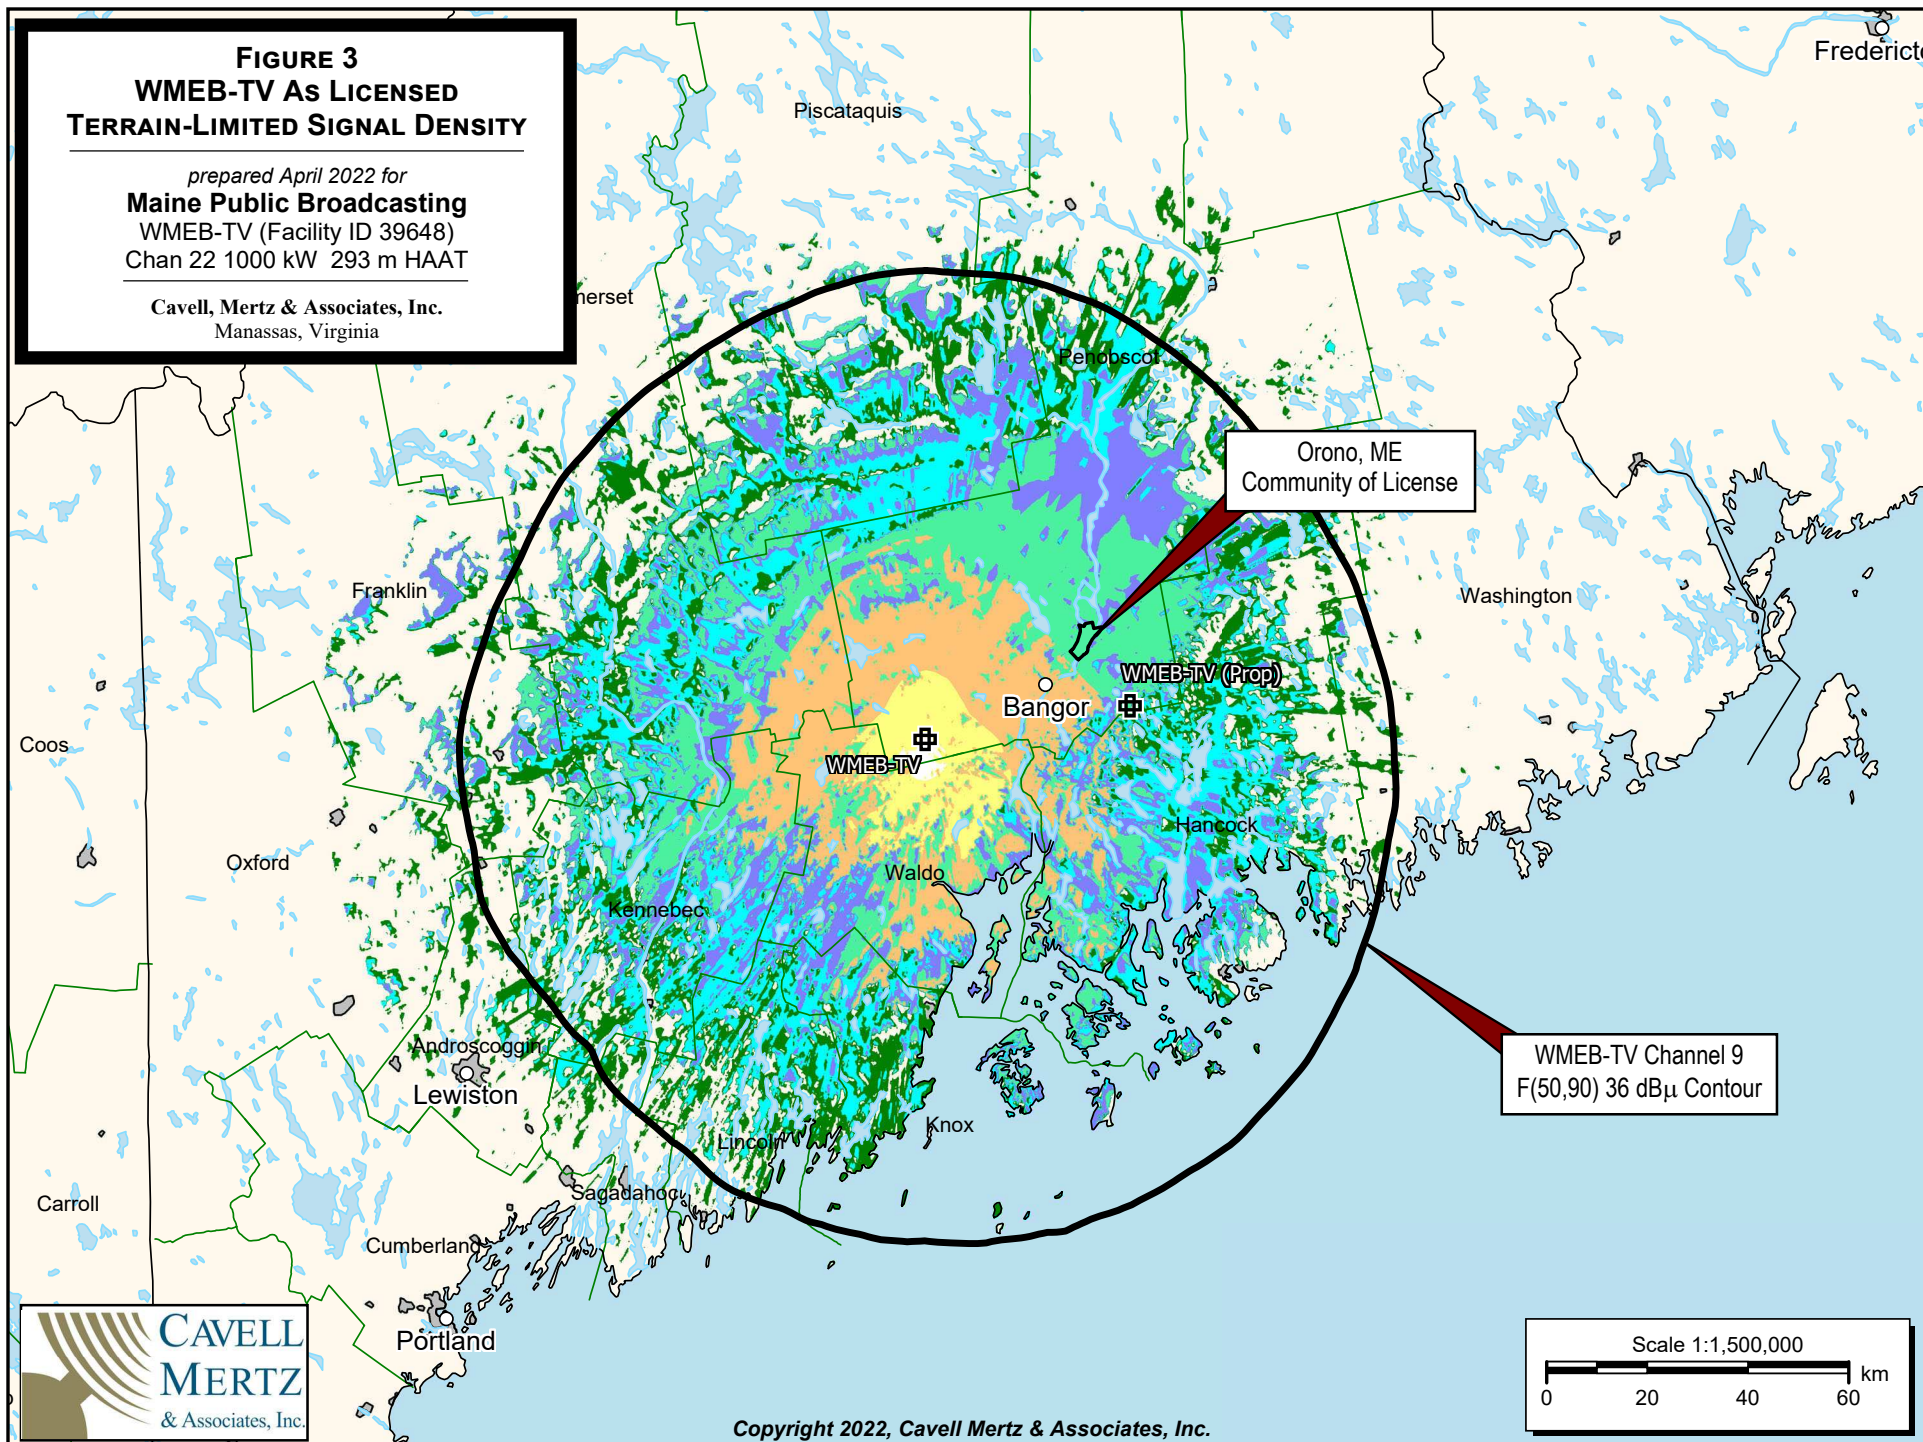 FIGURE 3
WMEB-TV AS LICENSED
TERRAIN-LIMITED SIGNAL DENSITY
prepared April 2022 for
Maine Public Broadcasting
WMEB-TV (Facility ID 39648)
Chan 22 1000 kW 293 m HAAT
Cavell, Mertz & Associates, Inc.
Manassas, Virginia
Fredericto
Piscataquis
merset
Penobscot
Orono, ME
Community of License
Franklin
Washington
WMEB-TV (Prop)
Bangor
Coos
WMEB-TV
Hancock
Oxford
Waldo
Kennebec
Androscoggin
Lewiston
WMEB-TV Channel 9
F(50,90) 36 dBμ Contour
Knox
Lincoln
Sagadahoc
Carroll
Cumberland
Portland
CAVELL
MERTZ
& Associates, Inc.
Scale 1:1,500,000
km
0 20 40 60
Copyright 2022, Cavell Mertz & Associates, Inc.